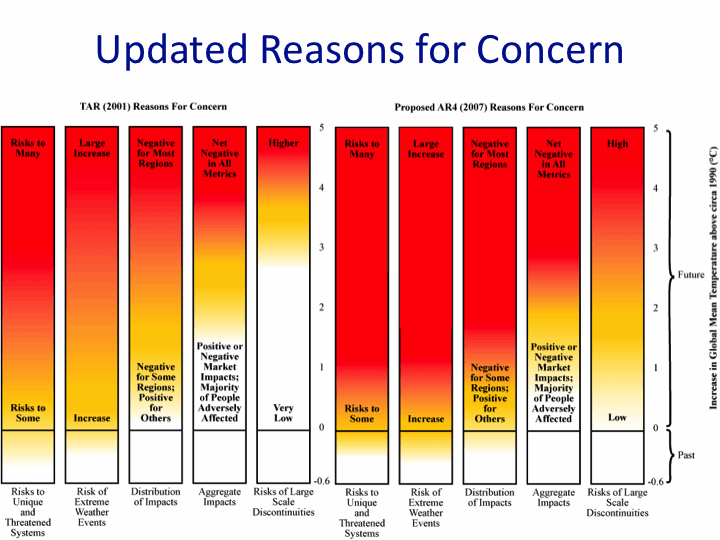 Updated Reasons for Concern
TAR (2001) Reasons For Concern
Risks to
Many
Large
Increase
Negative
for Most
Regions
Net
Negative
in All
Metrics
Higher
Risks to
Some
Increase
Negative
for Some
Regions;
Positive
for
Others
Positive or
Negative
Market
Impacts;
Majority
of People
Adversely
Affected
Very
Low
5
4
3
2
1
0
-0.6
Risks to
Unique
and
Threatened
Systems
Risk of
Extreme
Weather
Events
Distribution
of Impacts
Aggregate
Impacts
Risks of Large
Scale
Discontinuities
Proposed AR4 (2007) Reasons For Concern
Risks to
Many
Large
Increase
Negative
for Most
Regions
Net
Negative
in All
Metrics
High
Risks to
Some
Increase
Negative
for Some
Regions;
Positive
for
Others
Positive or
Negative
Market
Impacts;
Majority
of People
Adversely
Affected
Low
5
4
3
2
1
0
-0.6
Risks to
Unique
and
Threatened
Systems
Risk of
Extreme
Weather
Events
Distribution
of Impacts
Aggregate
Impacts
Risks of Large
Scale
Discontinuities
Future
Past
Increase in Global Mean Temperature above circa 1990 (°C)